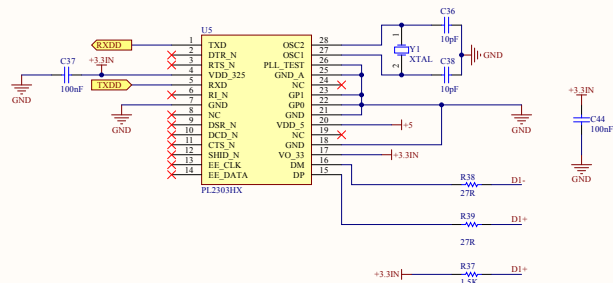 U5
RXDD
1 TXD OSC2 28
2 DTR_N OSC1 27
3 RTS_N PLL_TEST 26
4 VDD_325 GND_A 25
5 RXD NC 24
6 RI_N GP1 23
7 GND GP0 22
8 NC GND 21
9 DSR_N VDD_5 20
10 DCD_N NC 19
11 CTS_N GND 18
12 SHID_N VO_33 17
13 EE_CLK DM 16
14 EE_DATA DP 15
PL2303HX
C37
100nF
+3.3IN
TXDD
GND
GND
C36
10pF
1
Y1
XTAL
2
GND
C38
10pF
+5
+3.3IN
GND
+3.3IN
C44
100nF
GND
R38
27R
D1-
R39
27R
D1+
+3.3IN
R37
1.5K
D1+